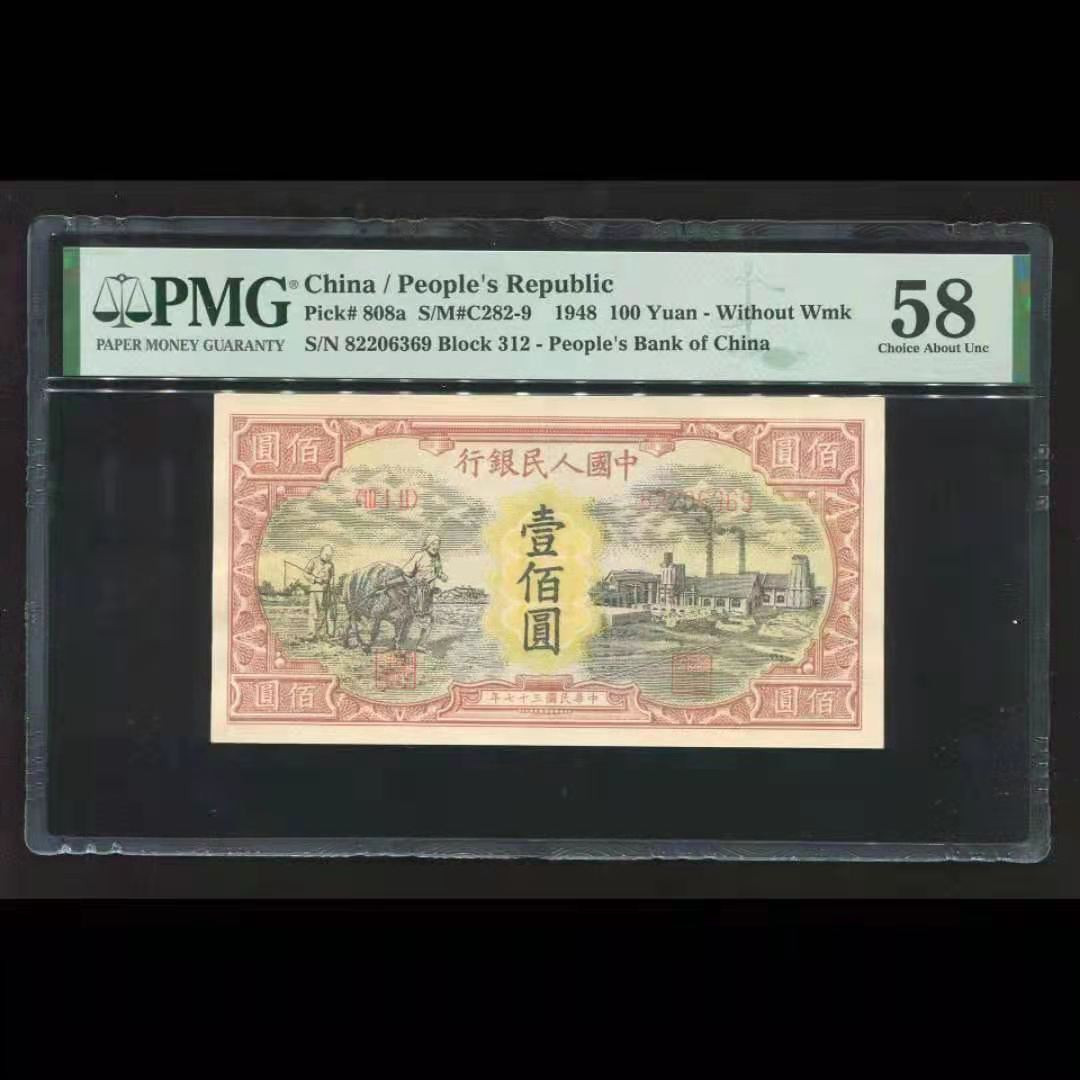 PMG®
PAPER MONEY GUARANTY
China / People's Republic
Pick# 808a S/M#C282-9 1948 100 Yuan - Without Wmk
S/N 82206369 Block 312 - People's Bank of China
58
Choice About Unc
圓佰
行銀民人國中
圓佰
82206369
壹佰圓
圓佰
年七十三國民華中
圓佰